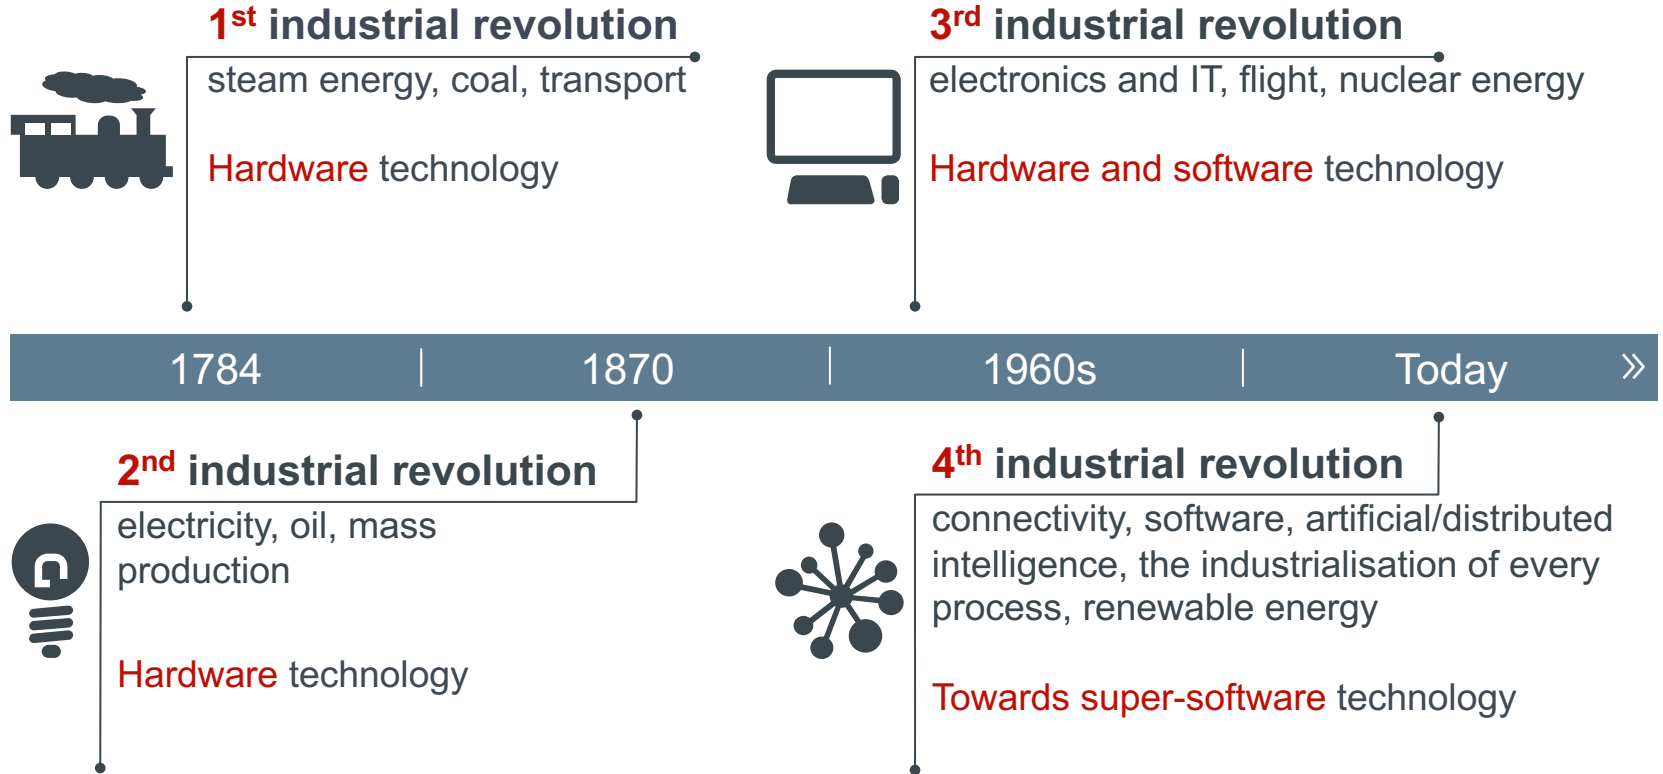 1st industrial revolution
steam energy, coal, transport
Hardware technology
3rd industrial revolution
electronics and IT, flight, nuclear energy
Hardware and software technology
1784
1870
1960s
Today
2nd industrial revolution
electricity, oil, mass
production
Hardware technology
4th industrial revolution
connectivity, software, artificial/distributed
intelligence, the industrialisation of every
process, renewable energy
Towards super-software technology